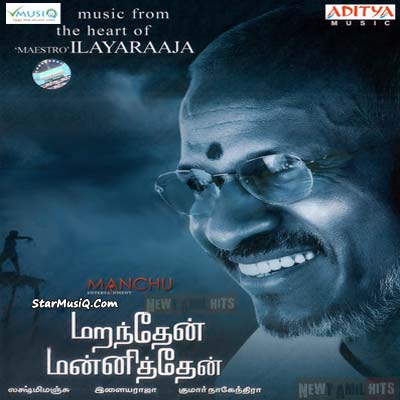 VMUSIQ
ADITYA
MUSIC
music from
the heart of
'MAESTRO' ILAYARAAJA
MANCHU
ENTERTAINMENT
StarMusiQ.Com
NEW TAMIL HITS
மறந்தேன்
மன்னித்தேன்
லக்ஷ்மிமஞ்சு இளையராஜா குமார்நாகேந்திரா
NEW TAMIL HITS